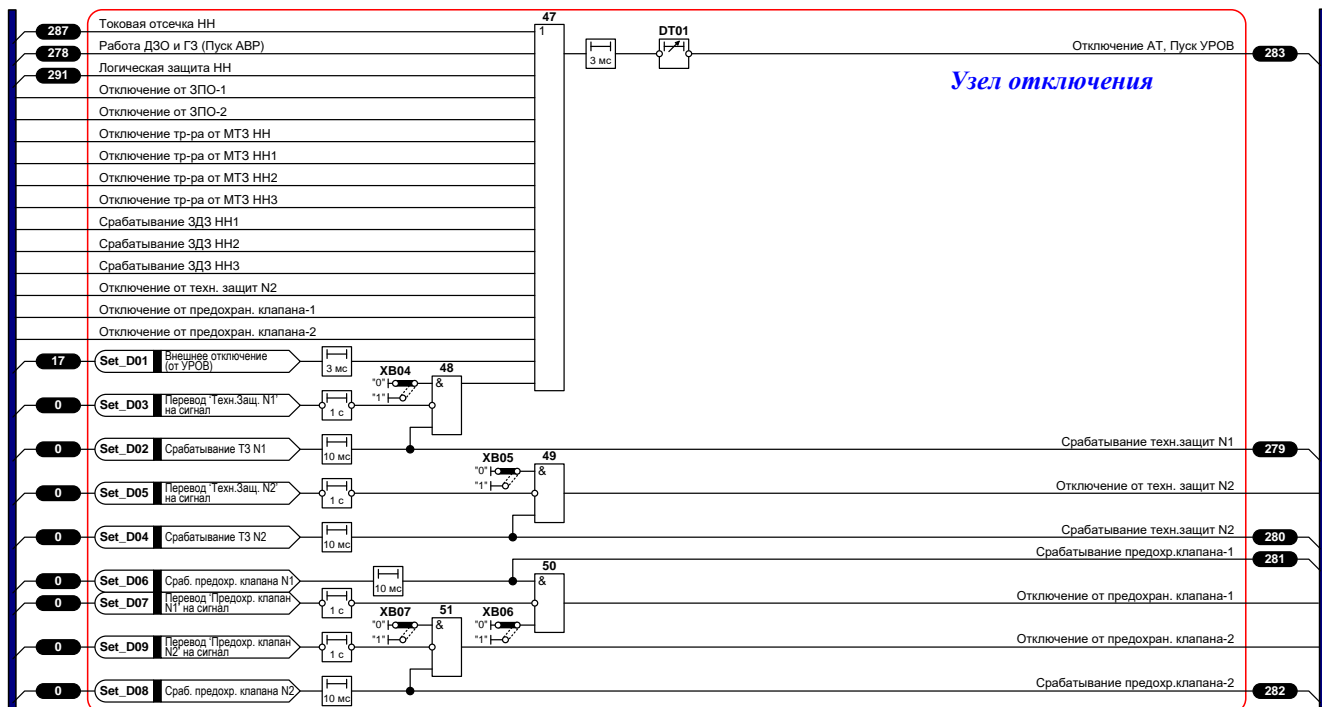 47
287 Токовая отсечка НН 1
278 Работа ДЗО и ГЗ (Пуск АВР) 3 мс DT01 Отключение АТ, Пуск УРОВ 283
291 Логическая защита НН
Узел отключения
Отключение от ЗПО-1
Отключение от ЗПО-2
Отключение тр-ра от МТЗ НН
Отключение тр-ра от МТЗ НН1
Отключение тр-ра от МТЗ НН2
Отключение тр-ра от МТЗ НН3
Срабатывание ЗДЗ НН1
Срабатывание ЗДЗ НН2
Срабатывание ЗДЗ НН3
Отключение от техн. защит N2
Отключение от предохран. клапана-1
Отключение от предохран. клапана-2
17 Set_D01 Внешнее отключение
(от УРОВ) 3 мс
XB04 48
"0" &
"1"
0 Set_D03 Перевод 'Техн.Защ. N1'
на сигнал 1 с
0 Set_D02 Срабатывание ТЗ N1 10 мс Срабатывание техн.защит N1 279
XB05 49
"0" &
"1"
0 Set_D05 Перевод 'Техн.Защ. N2'
на сигнал 1 с Отключение от техн. защит N2
0 Set_D04 Срабатывание ТЗ N2 10 мс Срабатывание техн.защит N2 280
Срабатывание предохр.клапана-1 281
0 Set_D06 Сраб. предохр. клапана N1 10 мс 50 &
0 Set_D07 Перевод 'Предохр. клапан
N1' на сигнал 1 с Отключение от предохран. клапана-1
XB07 51 XB06
"0" & "0"
"1" "1"
0 Set_D09 Перевод 'Предохр. клапан
N2' на сигнал 1 с Отключение от предохран. клапана-2
0 Set_D08 Сраб. предохр. клапана N2 10 мс Срабатывание предохр.клапана-2 282